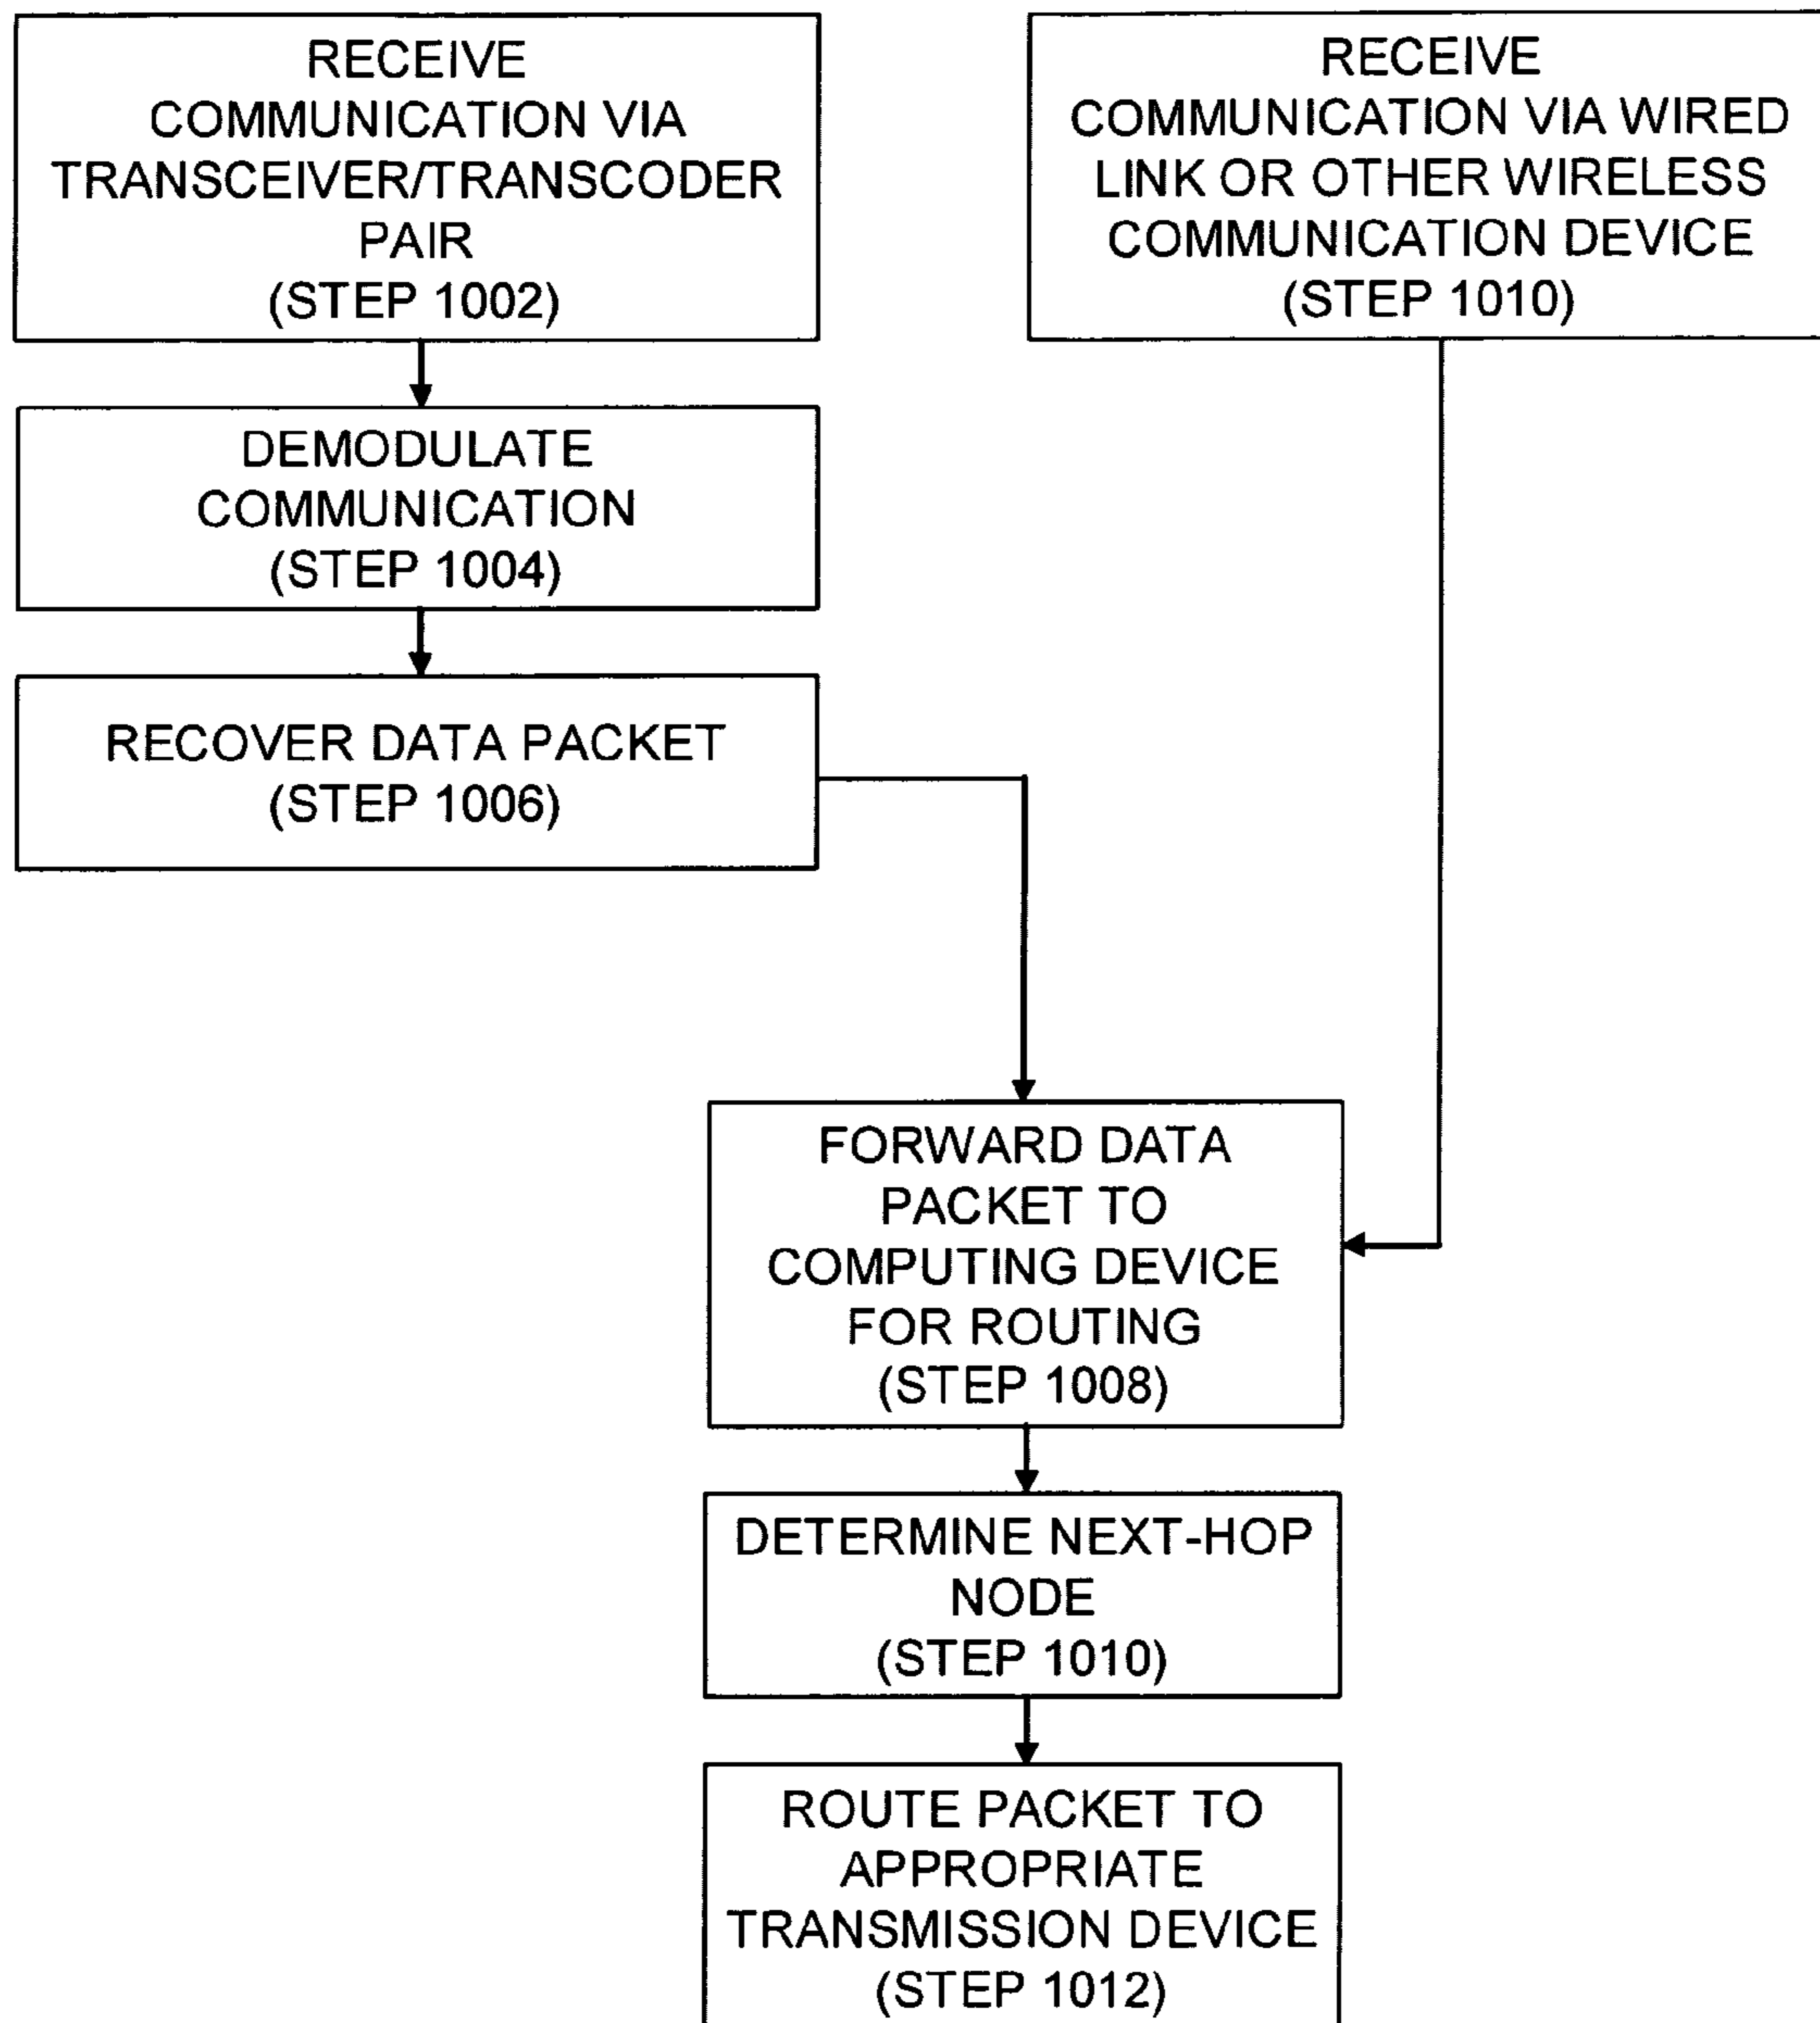 RECEIVE
COMMUNICATION VIA
TRANSCEIVER/TRANSCODER
PAIR
(STEP 1002)
RECEIVE
COMMUNICATION VIA WIRED
LINK OR OTHER WIRELESS
COMMUNICATION DEVICE
(STEP 1010)
DEMODULATE
COMMUNICATION
(STEP 1004)
RECOVER DATA PACKET
(STEP 1006)
FORWARD DATA
PACKET TO
COMPUTING DEVICE
FOR ROUTING
(STEP 1008)
DETERMINE NEXT-HOP
NODE
(STEP 1010)
ROUTE PACKET TO
APPROPRIATE
TRANSMISSION DEVICE
(STEP 1012)